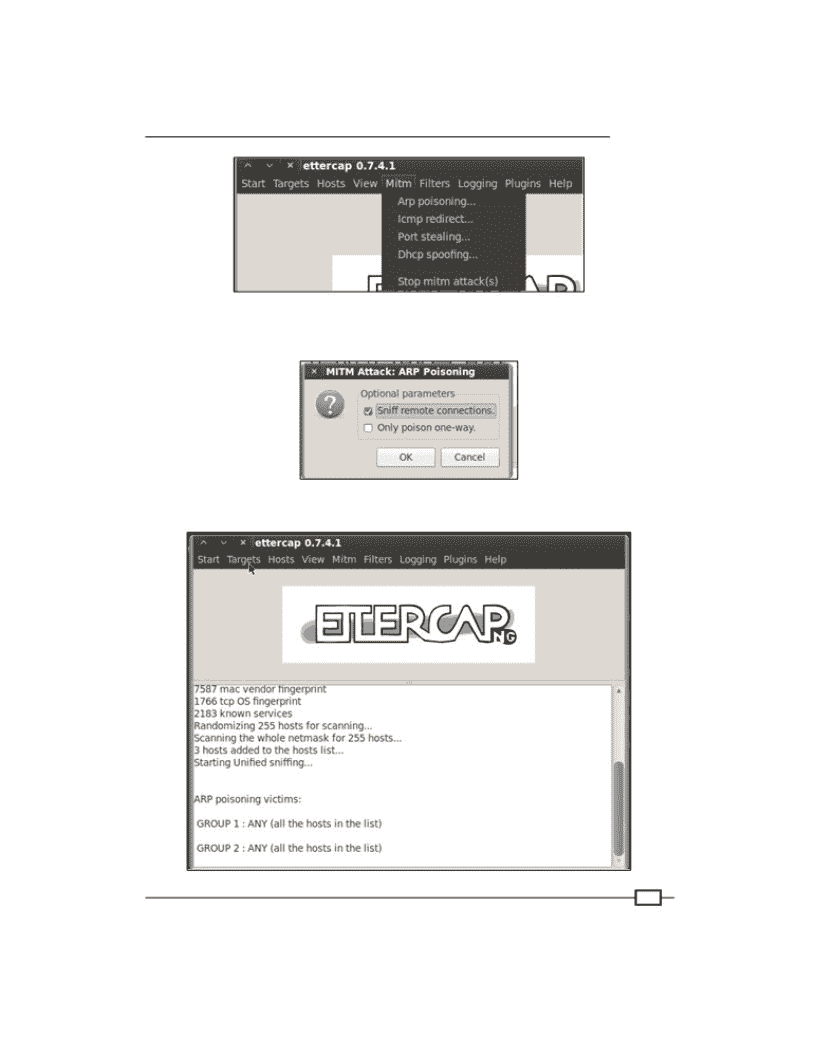 ettercap 0.7.4.1
Start Targets Hosts View Mitm Filters Logging Plugins Help
Arp poisoning...
Icmp redirect...
Port stealing...
Dhcp spoofing...
Stop mitm attack(s)
MITM Attack: ARP Poisoning
Optional parameters
Sniff remote connections.
Only poison one-way.
OK Cancel
ettercap 0.7.4.1
Start Targets Hosts View Mitm Filters Logging Plugins Help
ETTERCAP NG
7587 mac vendor fingerprint
1766 tcp OS fingerprint
2183 known services
Randomizing 255 hosts for scanning...
Scanning the whole netmask for 255 hosts...
3 hosts added to the hosts list...
Starting Unified sniffing...
ARP poisoning victims:
GROUP 1 : ANY (all the hosts in the list)
GROUP 2 : ANY (all the hosts in the list)